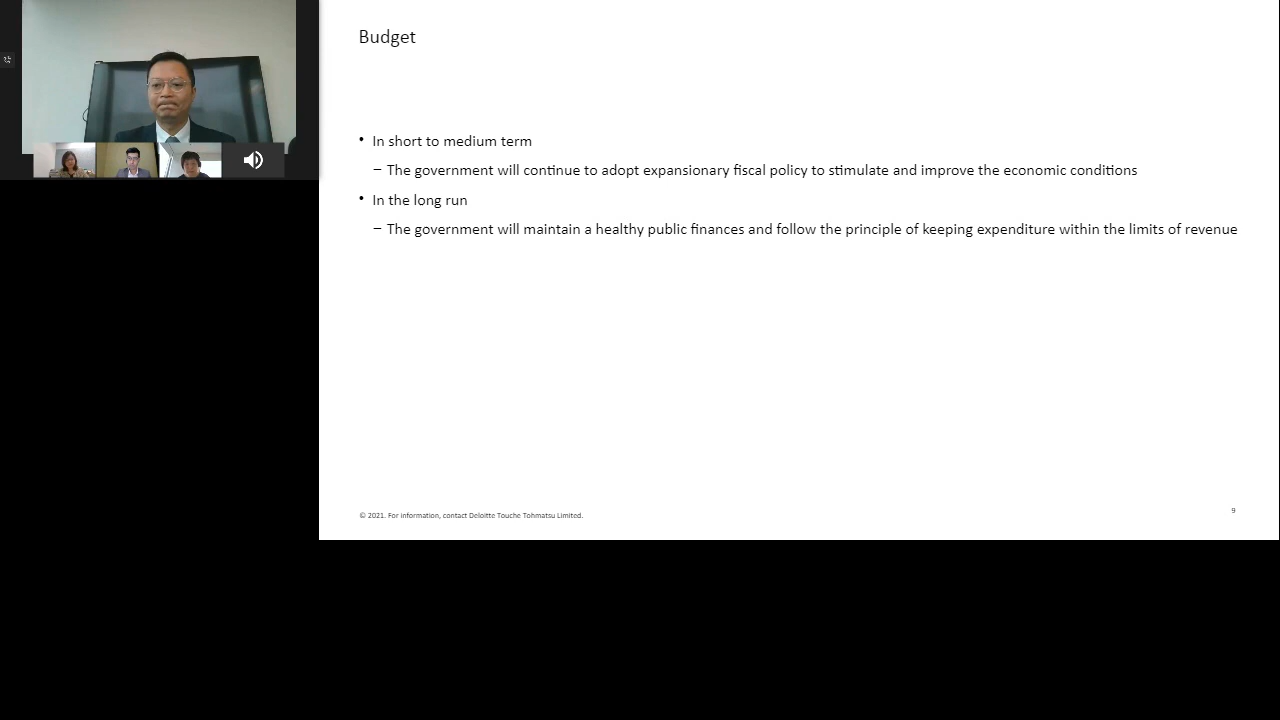 Budget
• In short to medium term
– The government will continue to adopt expansionary fiscal policy to stimulate and improve the economic conditions
• In the long run
– The government will maintain a healthy public finances and follow the principle of keeping expenditure within the limits of revenue
© 2021. For information, contact Deloitte Touche Tohmatsu Limited.
9